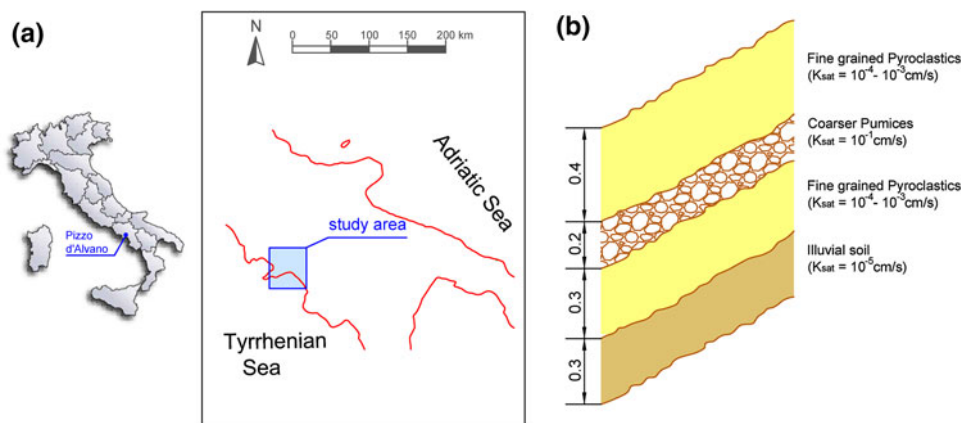 (a)
N
0 50 100 150 200 km
Adriatic Sea
study area
Pizzo
d'Alvano
Tyrrhenian
Sea
(b)
Fine grained Pyroclastics
(Ksat = 10-4- 10-3cm/s)
Coarser Pumices
(Ksat = 10-1cm/s)
Fine grained Pyroclastics
(Ksat = 10-4- 10-3cm/s)
Illuvial soil
(Ksat = 10-5cm/s)
0.4
0.2
0.3
0.3